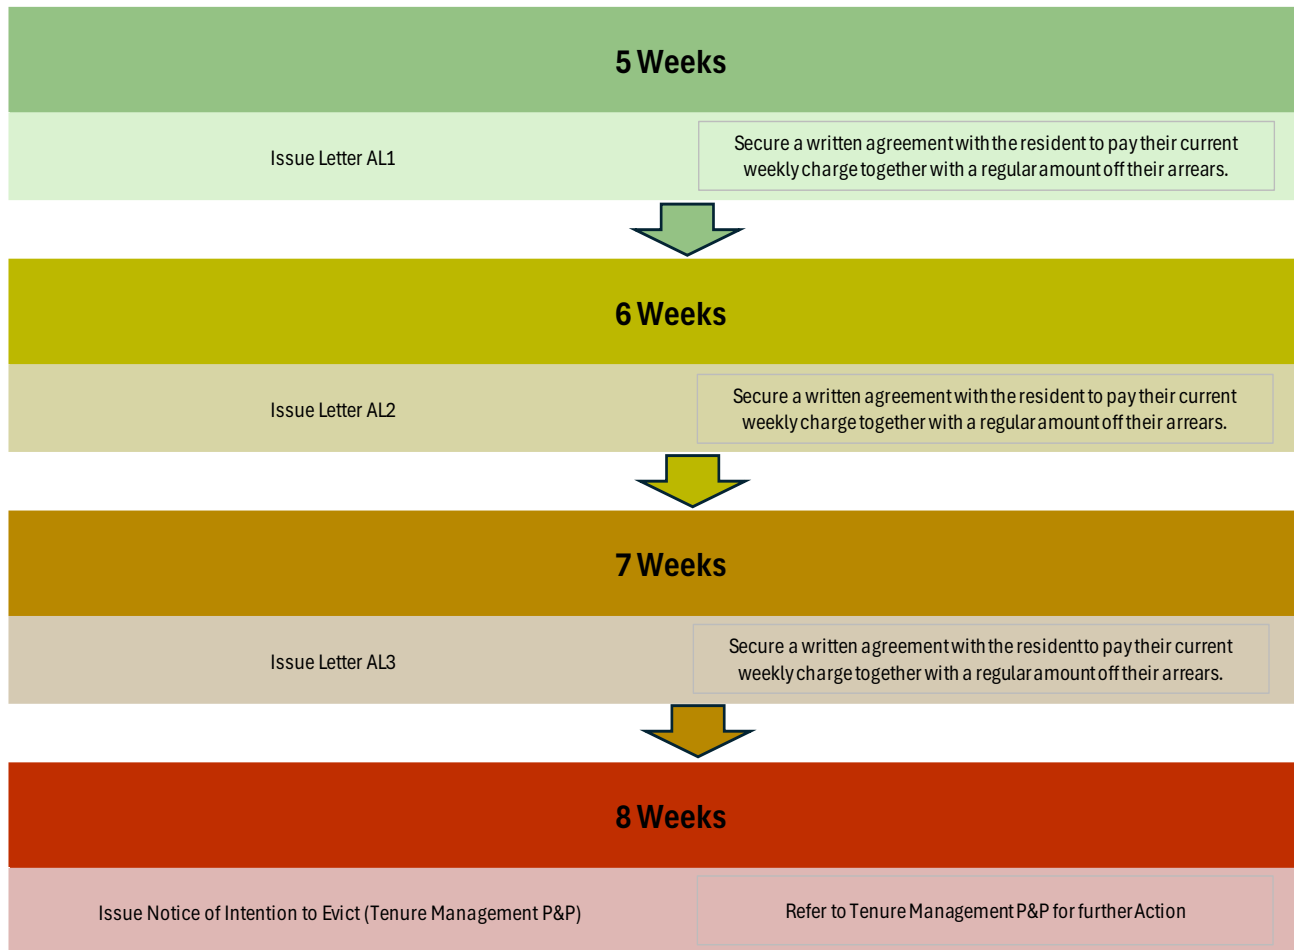 5 Weeks
Issue Letter AL1
Secure a written agreement with the resident to pay their current
weekly charge together with a regular amount off their arrears.
6 Weeks
Issue Letter AL2
Secure a written agreement with the resident to pay their current
weekly charge together with a regular amount off their arrears.
7 Weeks
Issue Letter AL3
Secure a written agreement with the resident to pay their current
weekly charge together with a regular amount off their arrears.
8 Weeks
Issue Notice of Intention to Evict (Tenure Management P&P)
Refer to Tenure Management P&P for further Action